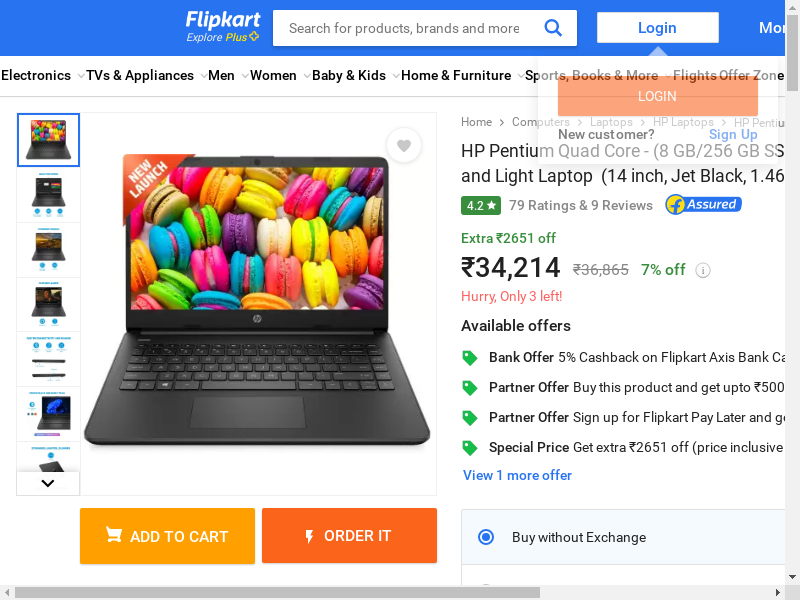 Flipkart
Explore Plus
Search for products, brands and more
Login
Mor
Electronics
TVs & Appliances
Men
Women
Baby & Kids
Home & Furniture
Sports, Books & More
Flights
Offer Zone
LOGIN
New customer?
Sign Up
Home
Computers
Laptops
HP Laptops
HP Pentiu
HP Pentium Quad Core - (8 GB/256 GB SS
and Light Laptop (14 inch, Jet Black, 1.46
4.2
79 Ratings & 9 Reviews
Assured
Extra ₹2651 off
₹34,214
₹36,865
7% off
Hurry, Only 3 left!
Available offers
Bank Offer 5% Cashback on Flipkart Axis Bank Ca
Partner Offer Buy this product and get upto ₹500
Partner Offer Sign up for Flipkart Pay Later and ge
Special Price Get extra ₹2651 off (price inclusive
View 1 more offer
Buy without Exchange
NEW
LAUNCH
hp
ADD TO CART
ORDER IT